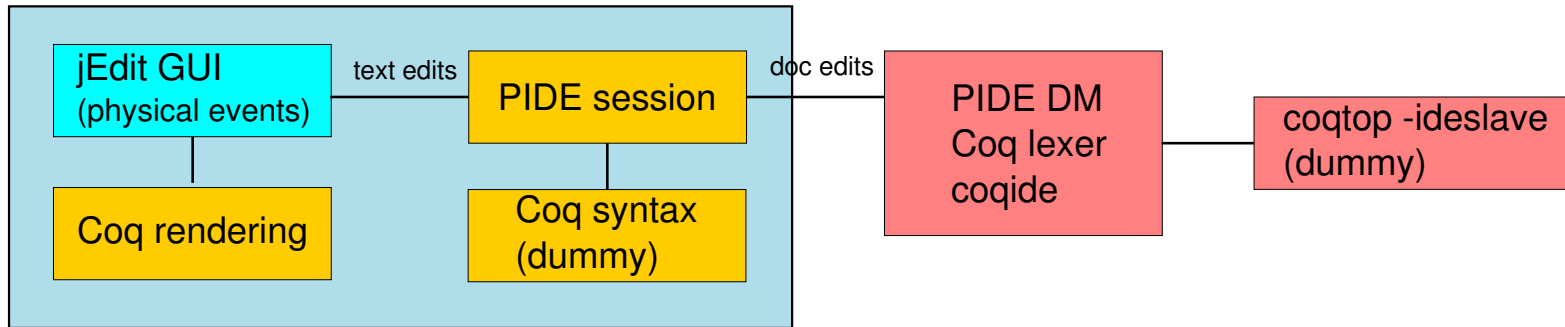 jEdit GUI
(physical events)
text edits
PIDE session
doc edits
PIDE DM
Coq lexer
coqide
coqtop -ideslave
(dummy)
Coq rendering
Coq syntax
(dummy)